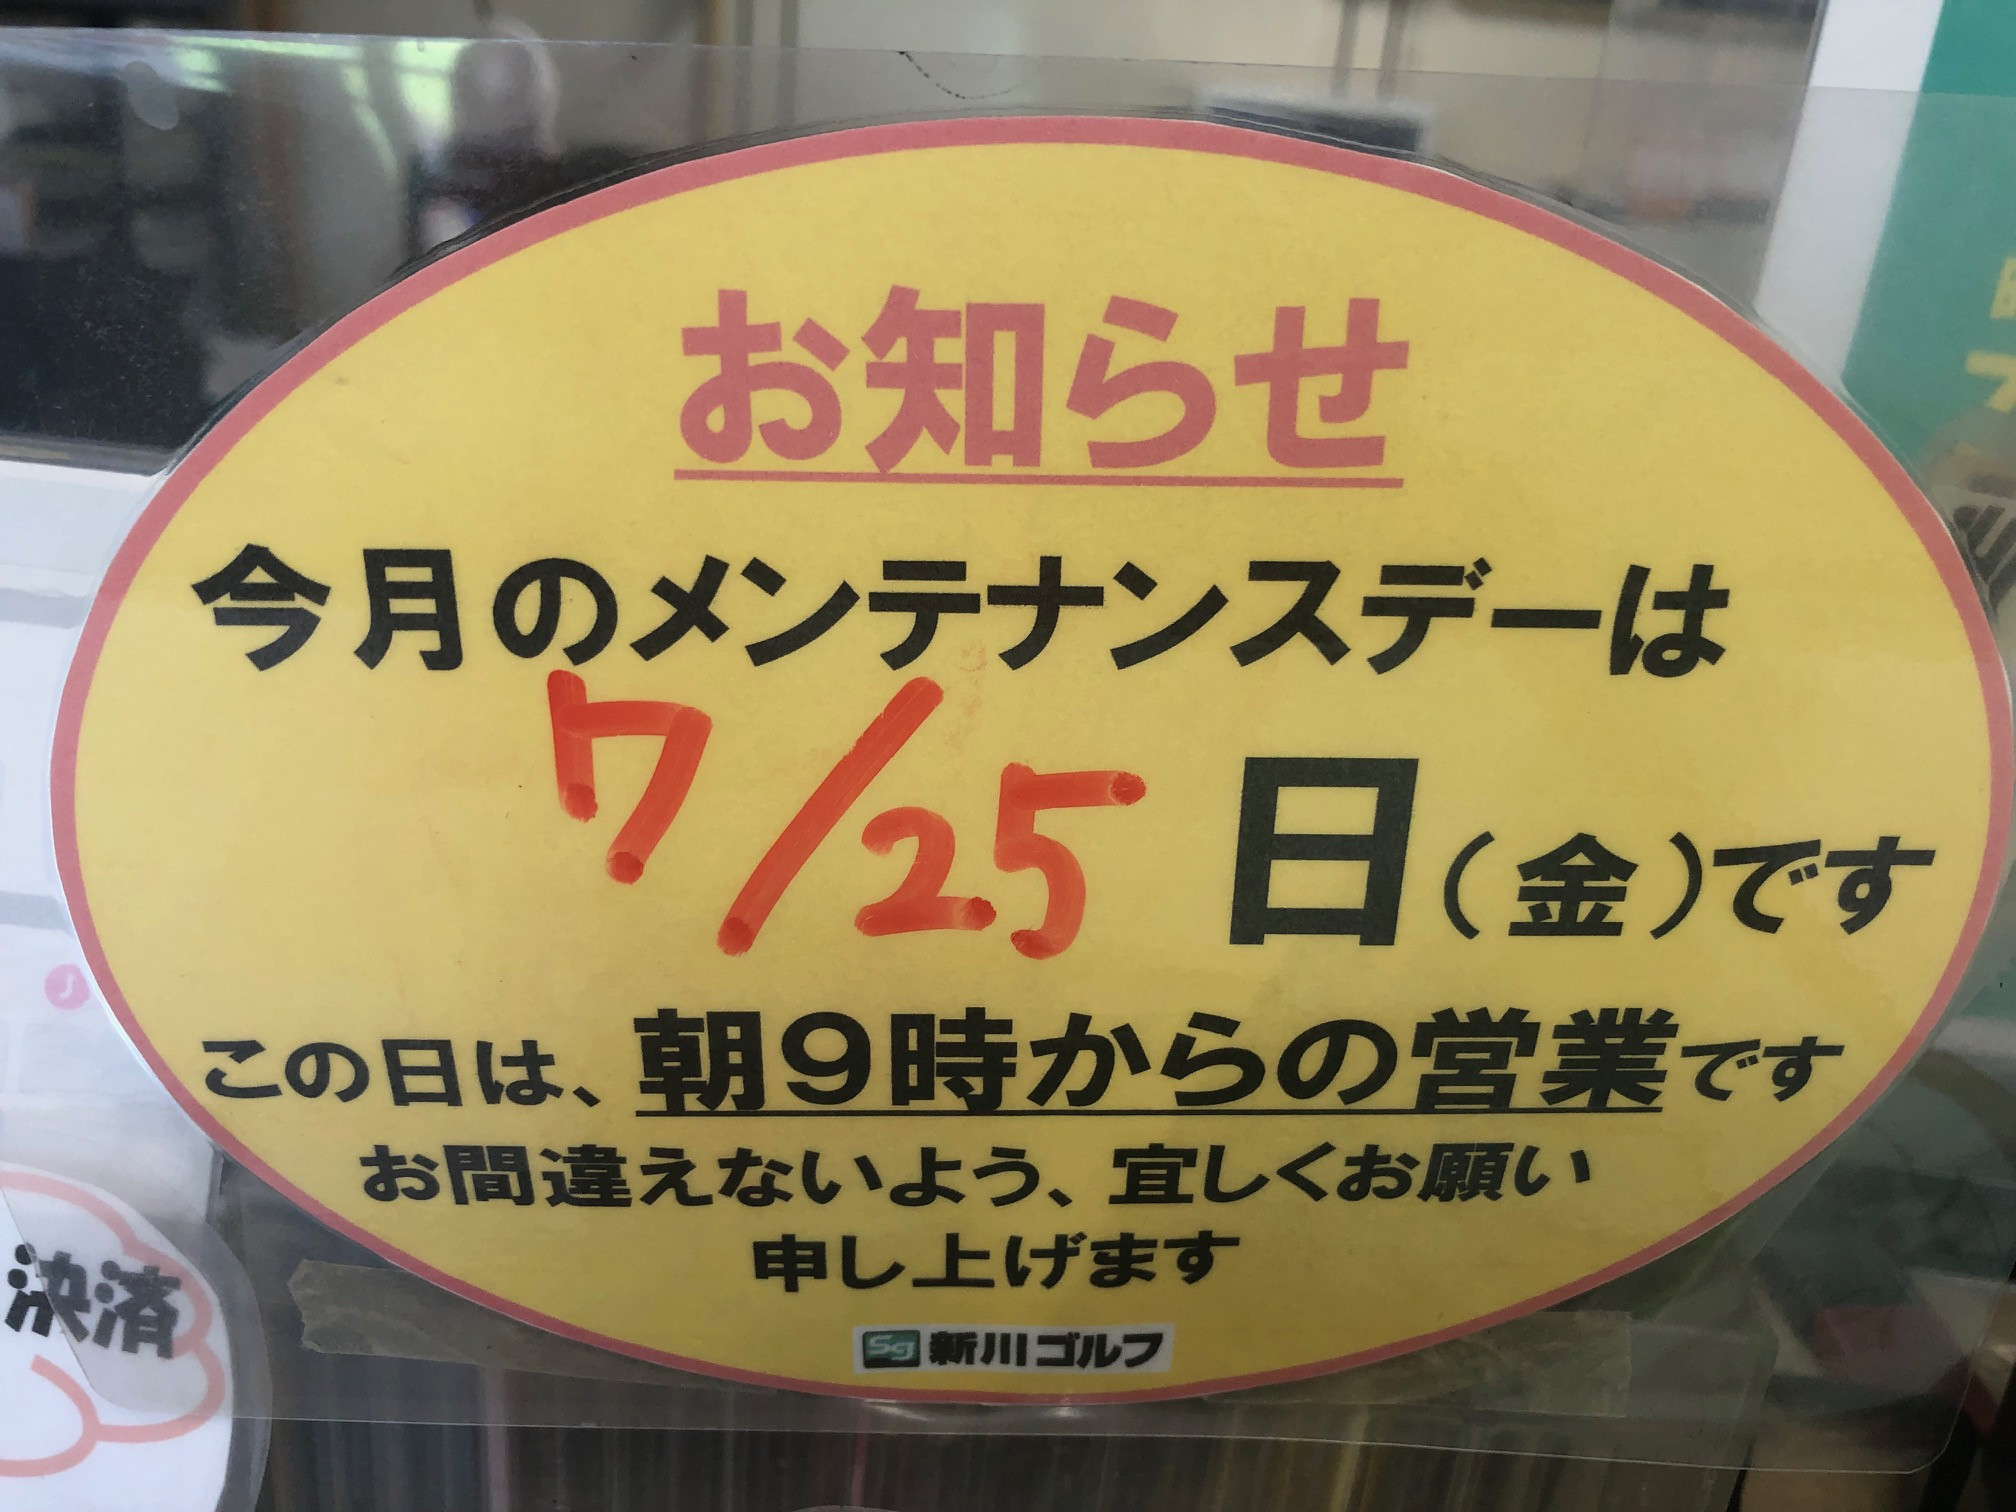 お知らせ
今月のメンテナンスデーは
7/25 日(金)です
この日は、朝9時からの営業です
お間違えないよう、宜しくお願い
申し上げます
Sg 新川ゴルフ
決済